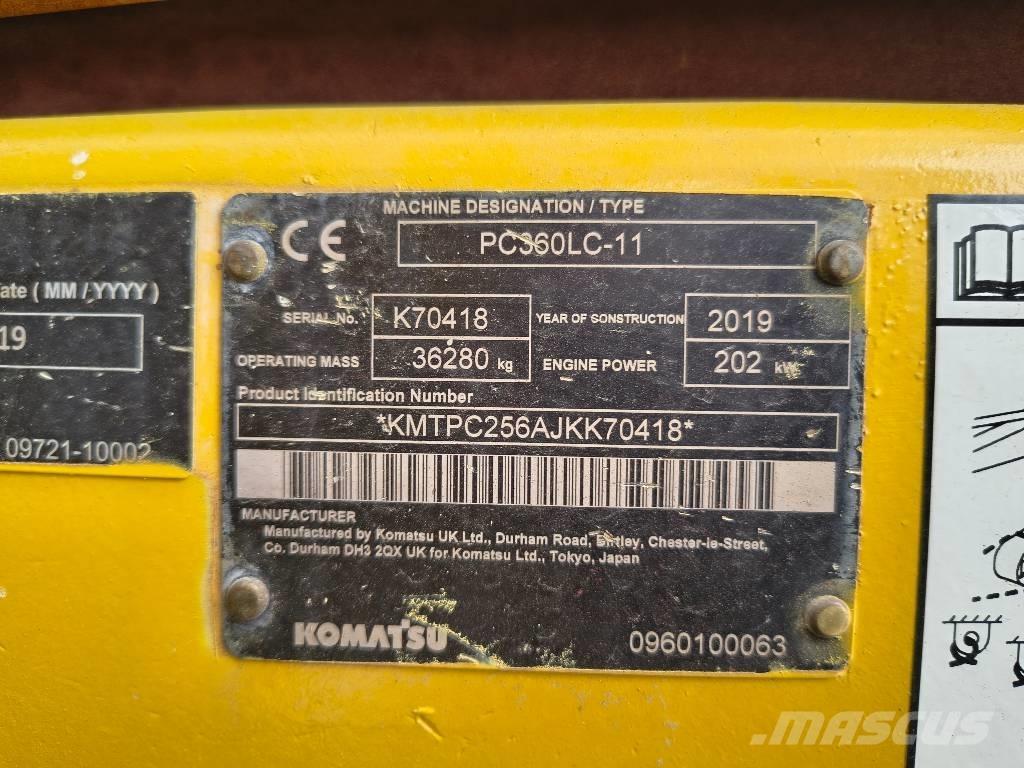 ate ( MM / YYYY )
19
09721-10002
CE
MACHINE DESIGNATION / TYPE
PC360LC-11
SERIAL No. K70418 YEAR OF CONSTRUCTION 2019
OPERATING MASS 36280 kg ENGINE POWER 202 kW
Product Identification Number
*KMTPC256AJKK70418*
MANUFACTURER
Manufactured by Komatsu UK Ltd., Durham Road, Birtley, Chester-le-Street,
Co. Durham DH3 2QX UK for Komatsu Ltd., Tokyo, Japan
KOMATSU 0960100063
MASCUS